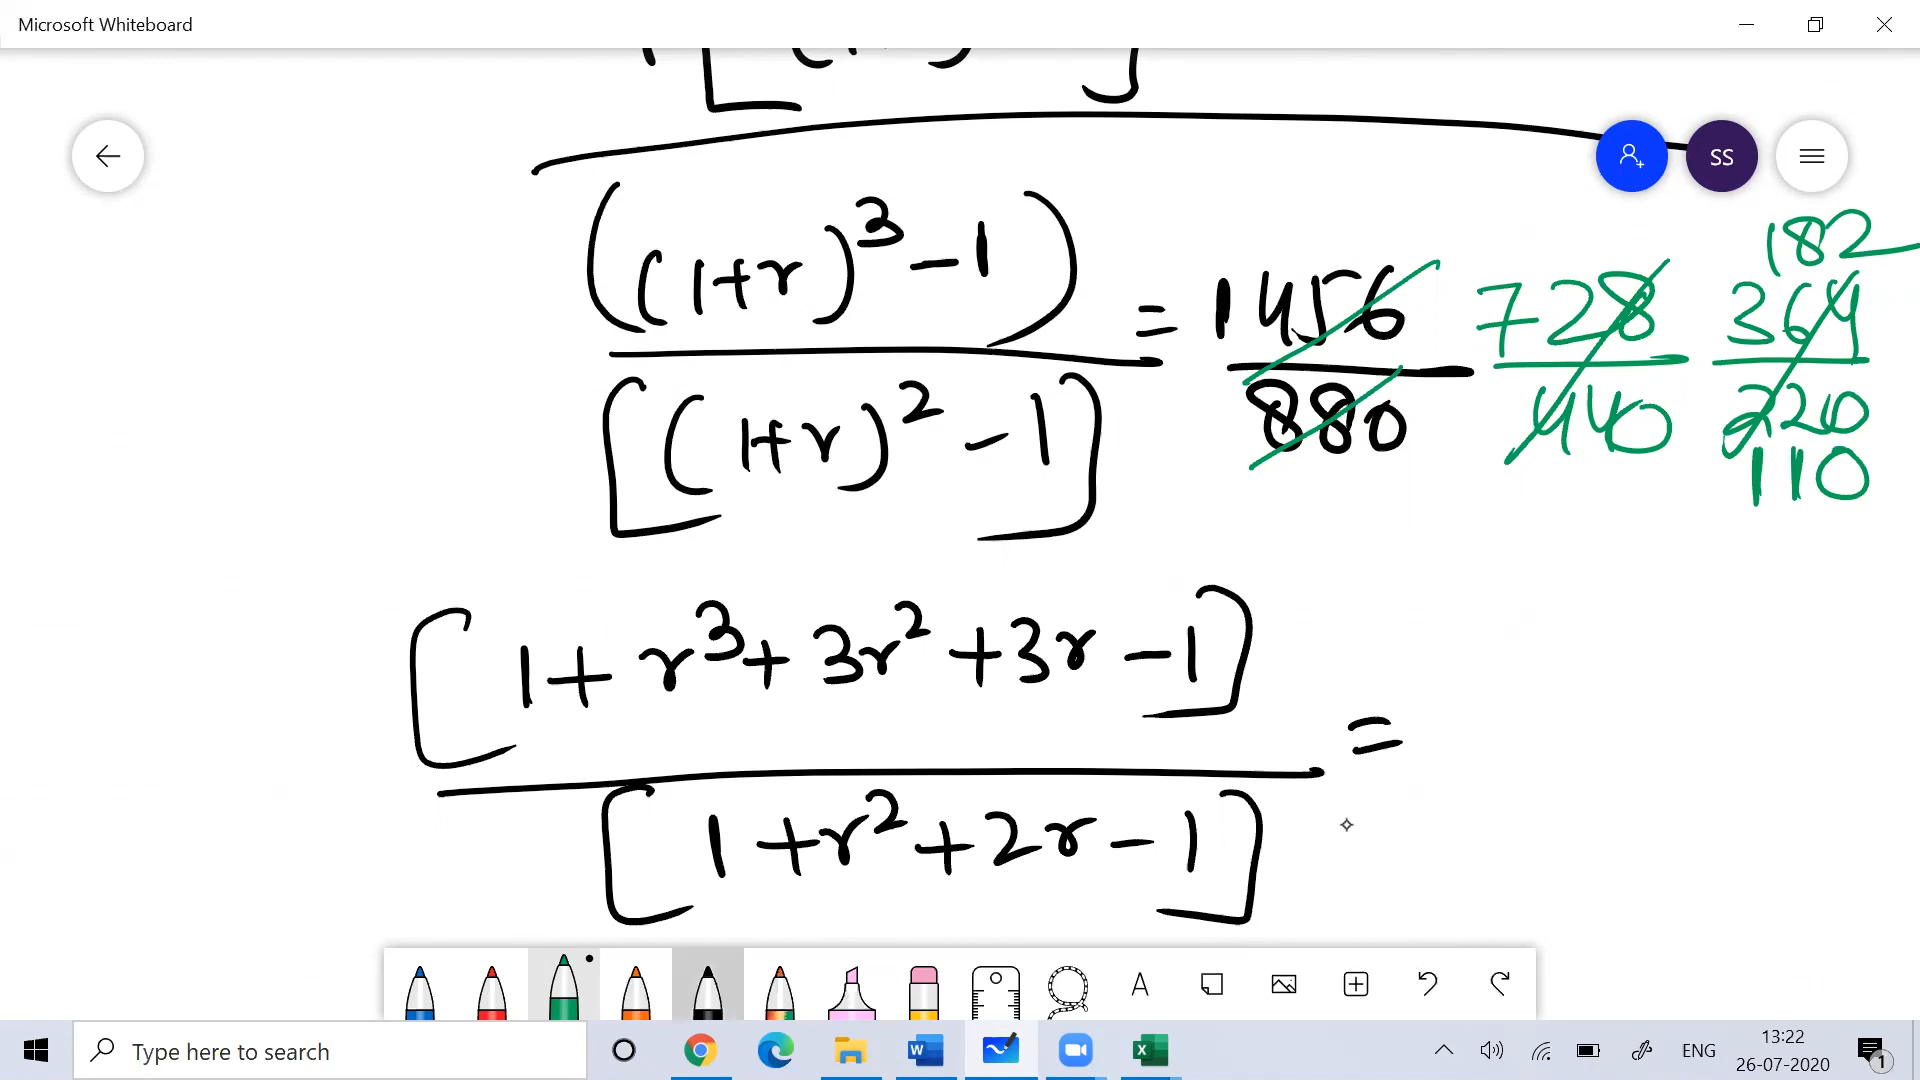 Microsoft Whiteboard
SS
((1+r)³-1) / [(1+r)²-1] = 1456/880 728/440 364/220 182/110
[1+r³+3r²+3r-1] / [1+r²+2r-1] =
A
Type here to search
W
X
ENG
13:22
26-07-2020
1